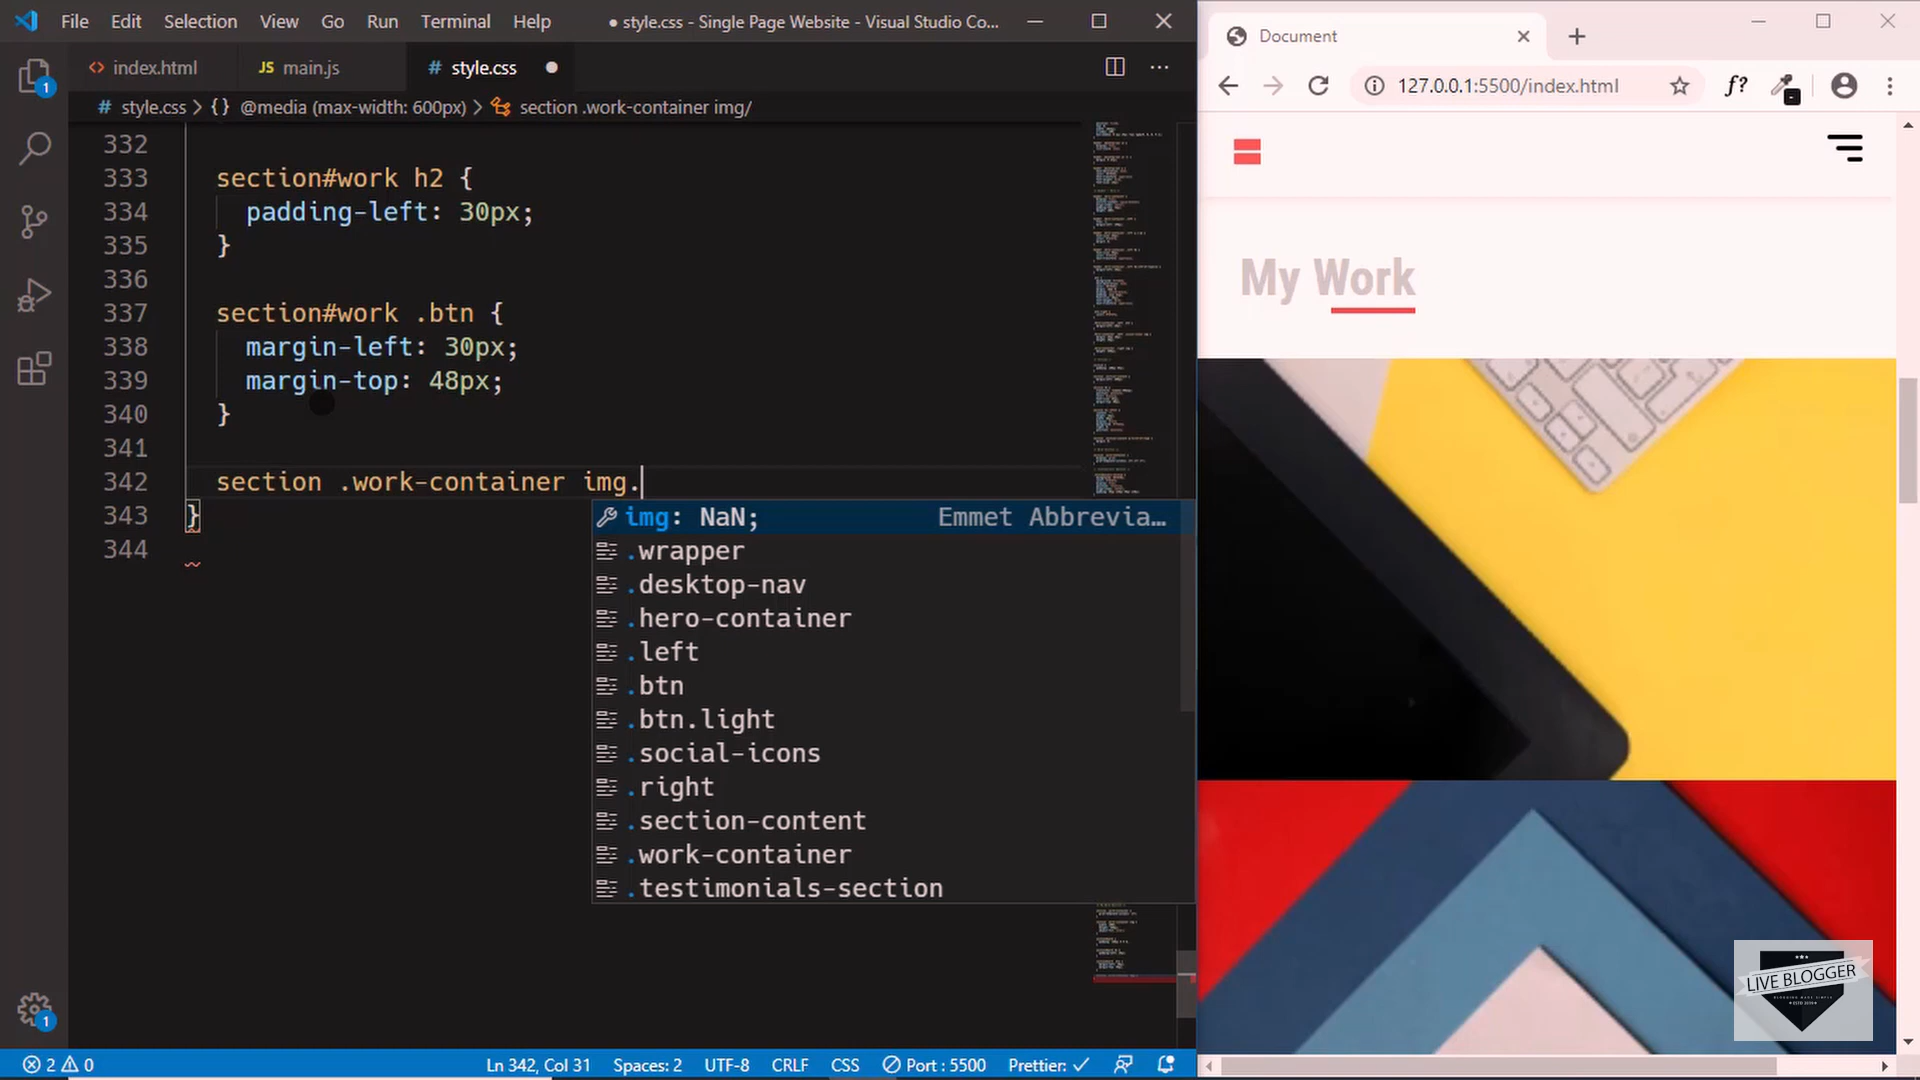 File Edit Selection View Go Run Terminal Help
● style.css - Single Page Website - Visual Studio Co...
index.html
JS main.js
# style.css
# style.css > {} @media (max-width: 600px) > section .work-container img/
332
333 section#work h2 {
334 padding-left: 30px;
335 }
336
337 section#work .btn {
338 margin-left: 30px;
339 margin-top: 48px;
340 }
341
342 section .work-container img.
343 }
344
img: NaN; Emmet Abbrevia...
.wrapper
.desktop-nav
.hero-container
.left
.btn
.btn.light
.social-icons
.right
.section-content
.work-container
.testimonials-section
1
1
2 0
Ln 342, Col 31
Spaces: 2
UTF-8
CRLF
CSS
Port : 5500
Prettier: ✓
Document
127.0.0.1:5500/index.html
f?
My Work
LIVE BLOGGER